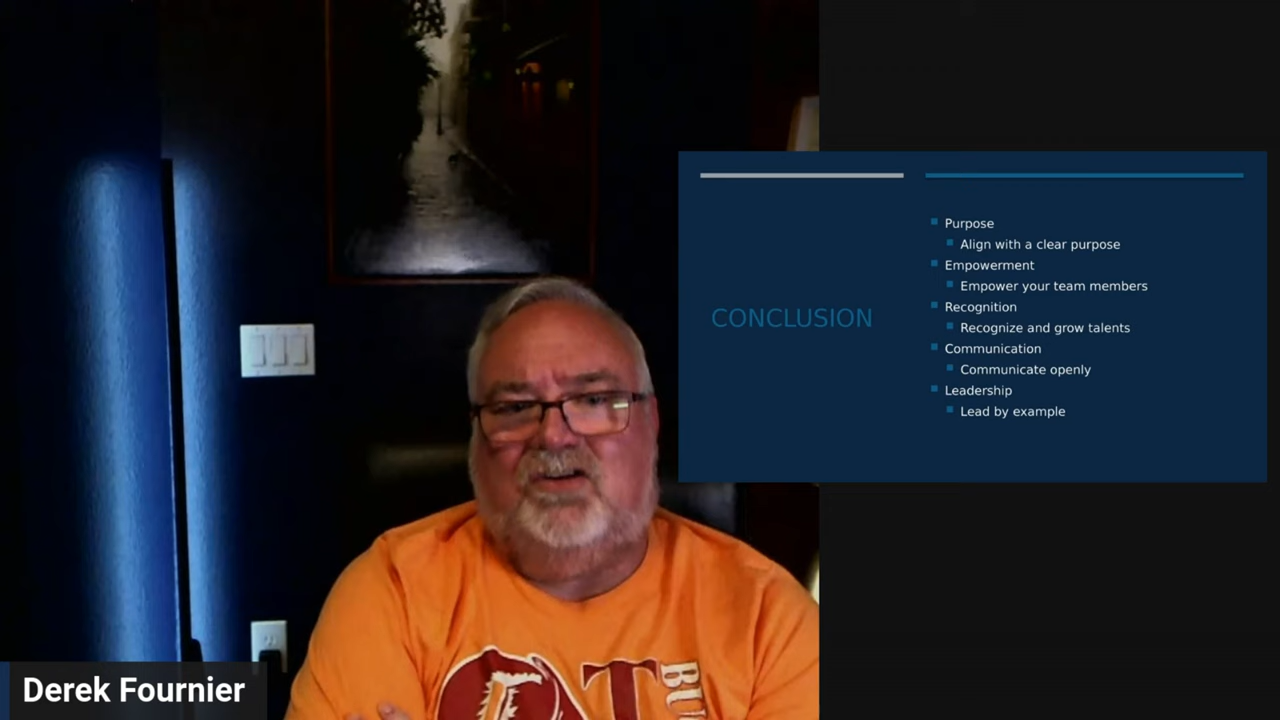 CONCLUSION
Purpose
Align with a clear purpose
Empowerment
Empower your team members
Recognition
Recognize and grow talents
Communication
Communicate openly
Leadership
Lead by example
Derek Fournier